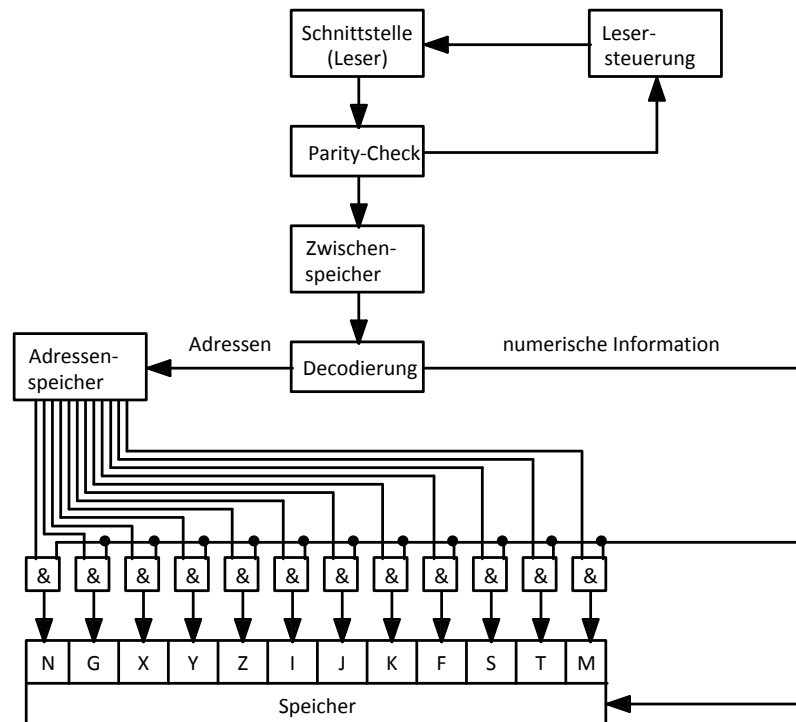 Schnittstelle
(Leser)
Leser-
steuerung
Parity-Check
Zwischen-
speicher
Adressen-
speicher
Adressen
Decodierung
numerische Information
& & & & & & & & & & & &
N G X Y Z I J K F S T M
Speicher